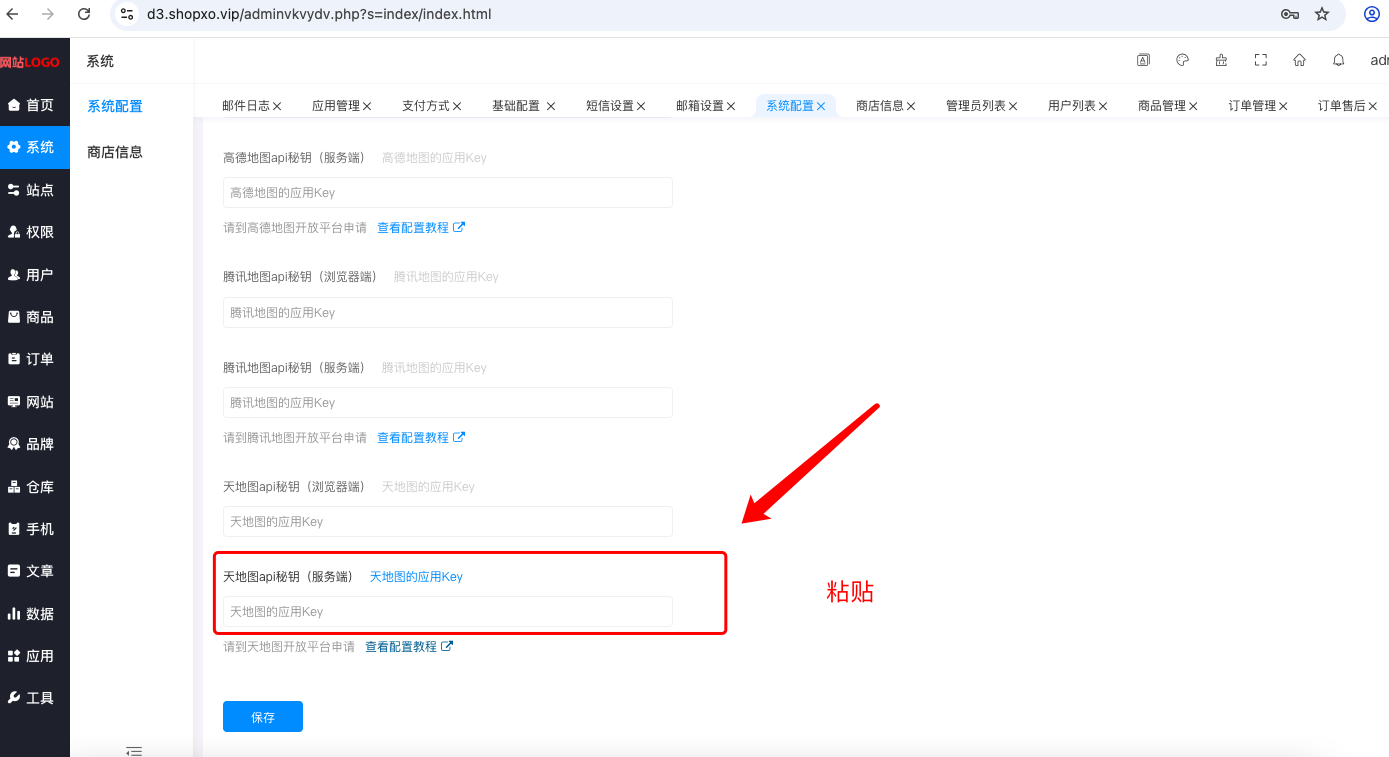 d3.shopxo.vip/adminvkvydv.php?s=index/index.html
网站LOGO
系统
adr
首页
系统
站点
权限
用户
商品
订单
网站
品牌
仓库
手机
文章
数据
应用
工具
系统配置
商店信息
邮件日志 应用管理 支付方式 基础配置 短信设置 邮箱设置 系统配置 商店信息 管理员列表 用户列表 商品管理 订单管理 订单售后
高德地图api秘钥（服务端） 高德地图的应用Key
高德地图的应用Key
请到高德地图开放平台申请 查看配置教程
腾讯地图api秘钥（浏览器端） 腾讯地图的应用Key
腾讯地图的应用Key
腾讯地图api秘钥（服务端） 腾讯地图的应用Key
腾讯地图的应用Key
请到腾讯地图开放平台申请 查看配置教程
天地图api秘钥（浏览器端） 天地图的应用Key
天地图的应用Key
天地图api秘钥（服务端） 天地图的应用Key
天地图的应用Key
粘贴
请到天地图开放平台申请 查看配置教程
保存